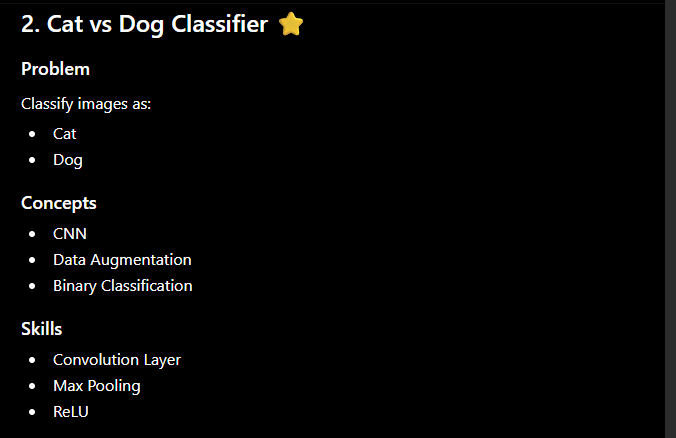 2. Cat vs Dog Classifier ⭐
Problem
Classify images as:
• Cat
• Dog
Concepts
• CNN
• Data Augmentation
• Binary Classification
Skills
• Convolution Layer
• Max Pooling
• ReLU